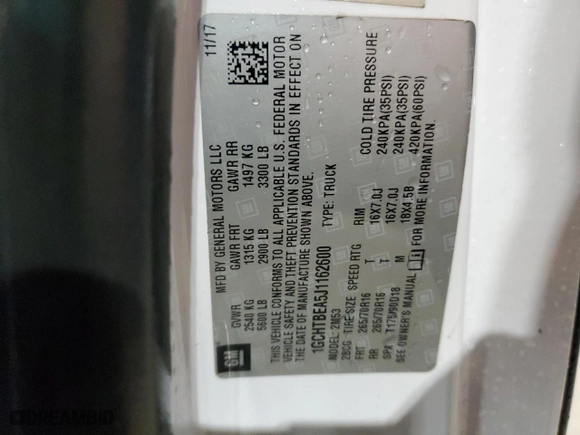 MFD BY GENERAL MOTORS LLC 11/17
GVWR GAWR FRT GAWR RR
2540 KG 1315 KG 1497 KG
5600 LB 2900 LB 3300 LB
THIS VEHICLE CONFORMS TO ALL APPLICABLE U.S. FEDERAL MOTOR
VEHICLE SAFETY AND THEFT PREVENTION STANDARDS IN EFFECT ON
THE DATE OF MANUFACTURE SHOWN ABOVE.
1GCHTBEA5J1162600 TYPE: TRUCK
MODEL: 2M53
2BCG TIRE SIZE SPEED RTG RIM COLD TIRE PRESSURE
FRT 265/70R16 T 16X7.0J 240KPA(35PSI)
RR 265/70R16 T 16X7.0J 240KPA(35PSI)
SPA T175/80D18 M 18X4.5B 420KPA(60PSI)
SEE OWNER'S MANUAL FOR MORE INFORMATION.
GM
DREAMBID